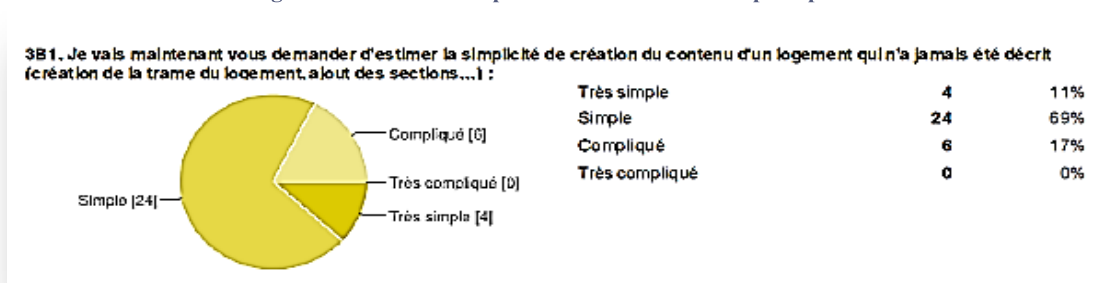 3B1. Je vais maintenant vous demander d'estimer la simplicité de création du contenu d'un logement qui n'a jamais été décrit
(création de la trame du logement, ajout des sections...) :
Très simple 4 11%
Simple 24 69%
Compliqué 6 17%
Très compliqué 0 0%
Compliqué [6]
Très compliqué [0]
Simple [24]
Très simple [4]